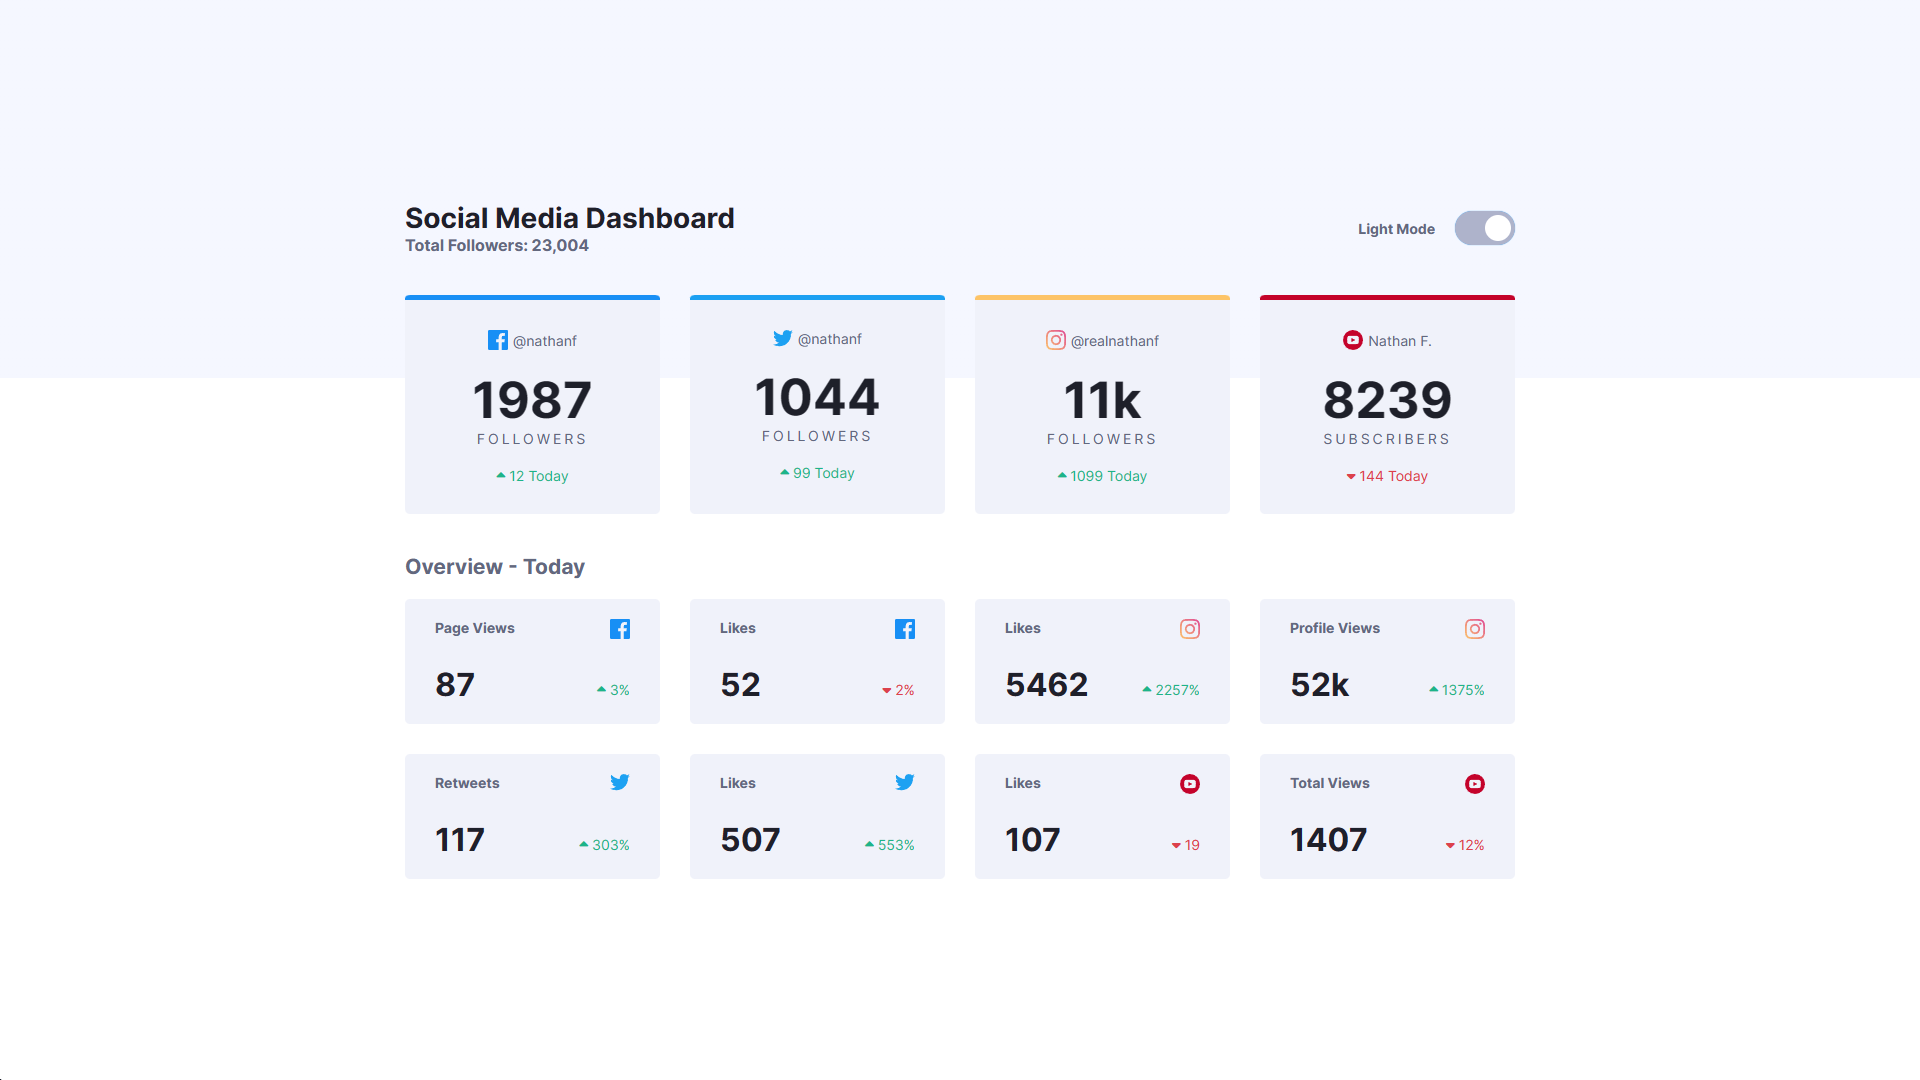 Social Media Dashboard
Total Followers: 23,004
Light Mode
@nathanf
1987
FOLLOWERS
12 Today
@nathanf
1044
FOLLOWERS
99 Today
@realnathanf
11k
FOLLOWERS
1099 Today
Nathan F.
8239
SUBSCRIBERS
144 Today
Overview - Today
Page Views
87
3%
Likes
52
2%
Likes
5462
2257%
Profile Views
52k
1375%
Retweets
117
303%
Likes
507
553%
Likes
107
19
Total Views
1407
12%